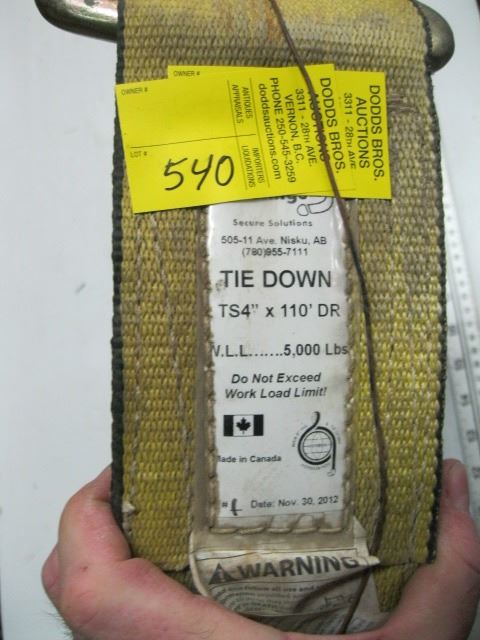 OWNER #
OWNER #
LOT #
540
ANTIQUES
APPRAISALS
IMPORTERS
LIQUIDATIONS
DODDS BROS.
AUCTIONS
3311 - 28TH AVE.
VERNON, B.C.
PHONE 250-545-3259
doddsauctions.com
DODDS BROS.
AUCTIONS
3311 - 28TH AVE
Secure Solutions
505-11 Ave. Nisku, AB
(780)955-7111
TIE DOWN
TS4" x 110' DR
W.L.L.......5,000 Lbs
Do Not Exceed
Work Load Limit!
Made in Canada
# Date: Nov. 30, 2012
WARNING